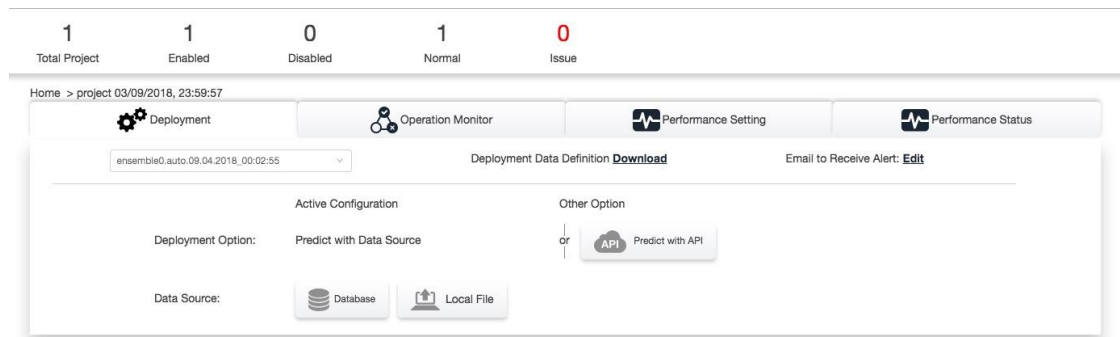 1 1 0 1 0
Total Project Enabled Disabled Normal Issue
Home > project 03/09/2018, 23:59:57
Deployment Operation Monitor Performance Setting Performance Status
ensemble0.auto.09.04.2018_00:02:55 Deployment Data Definition Download Email to Receive Alert: Edit
Active Configuration Other Option
Deployment Option: Predict with Data Source or API Predict with API
Data Source: Database Local File